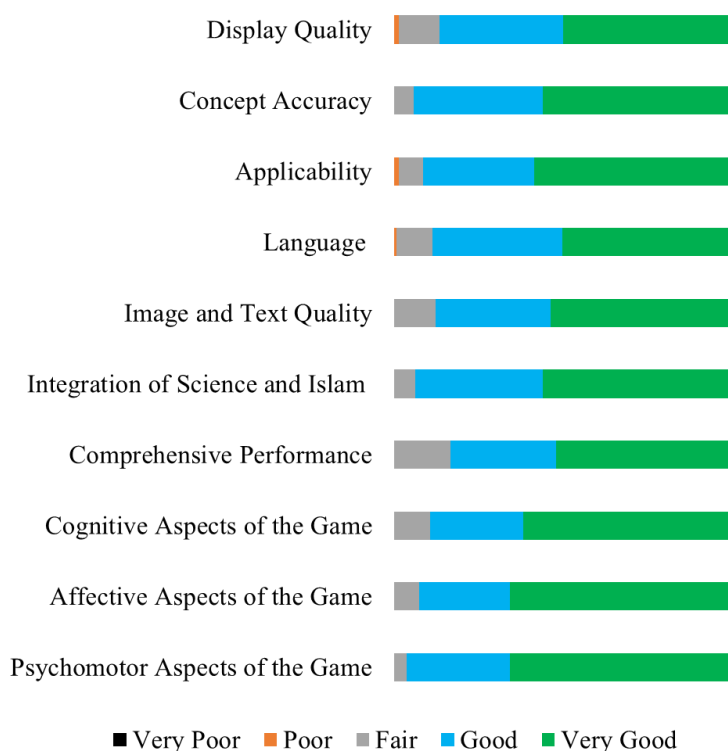 Display Quality
Concept Accuracy
Applicability
Language
Image and Text Quality
Integration of Science and Islam
Comprehensive Performance
Cognitive Aspects of the Game
Affective Aspects of the Game
Psychomotor Aspects of the Game
Very Poor Poor Fair Good Very Good